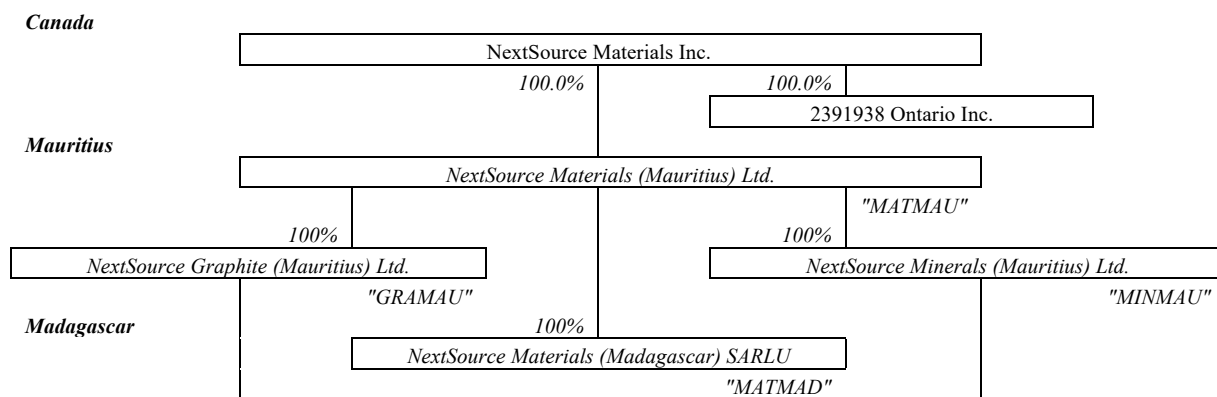 Canada
NextSource Materials Inc.
100.0% 100.0%
2391938 Ontario Inc.
Mauritius
NextSource Materials (Mauritius) Ltd.
"MATMAU"
100% 100%
NextSource Graphite (Mauritius) Ltd. NextSource Minerals (Mauritius) Ltd.
"GRAMAU" "MINMAU"
Madagascar 100%
NextSource Materials (Madagascar) SARLU
"MATMAD"